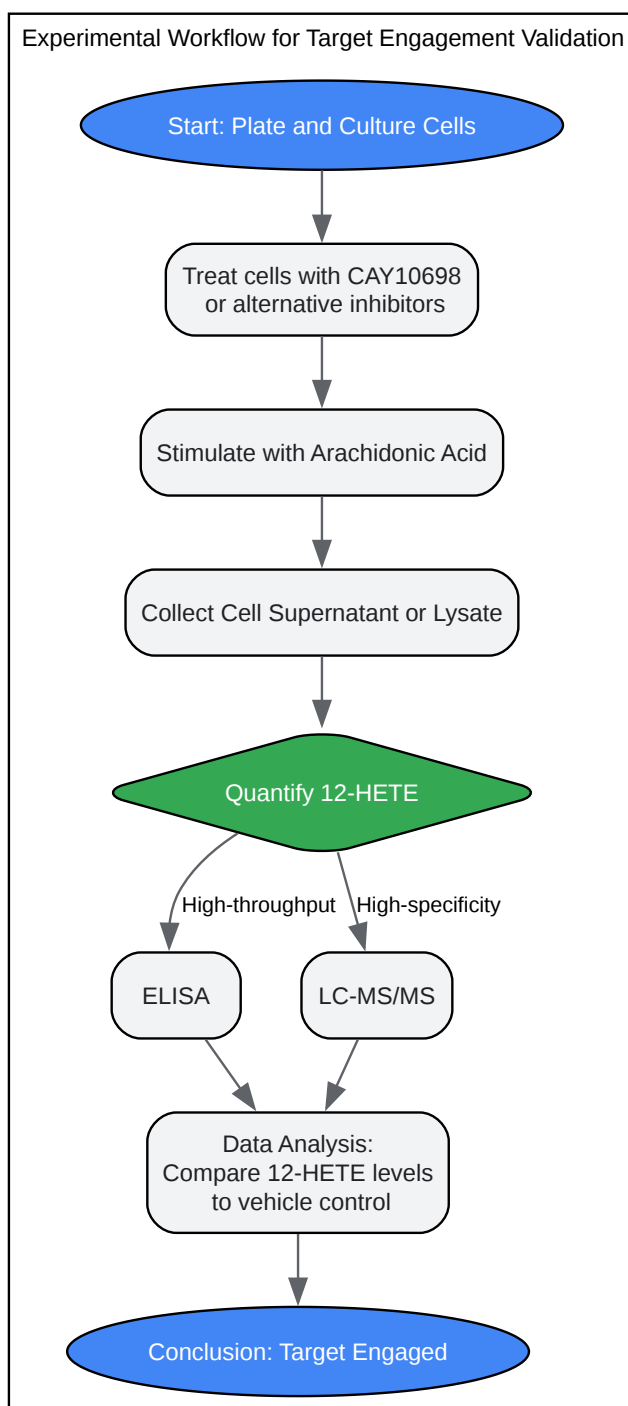 Experimental Workflow for Target Engagement Validation
Start: Plate and Culture Cells
Treat cells with CAY10698
or alternative inhibitors
Stimulate with Arachidonic Acid
Collect Cell Supernatant or Lysate
Quantify 12-HETE
High-throughput
High-specificity
ELISA
LC-MS/MS
Data Analysis:
Compare 12-HETE levels
to vehicle control
Conclusion: Target Engaged